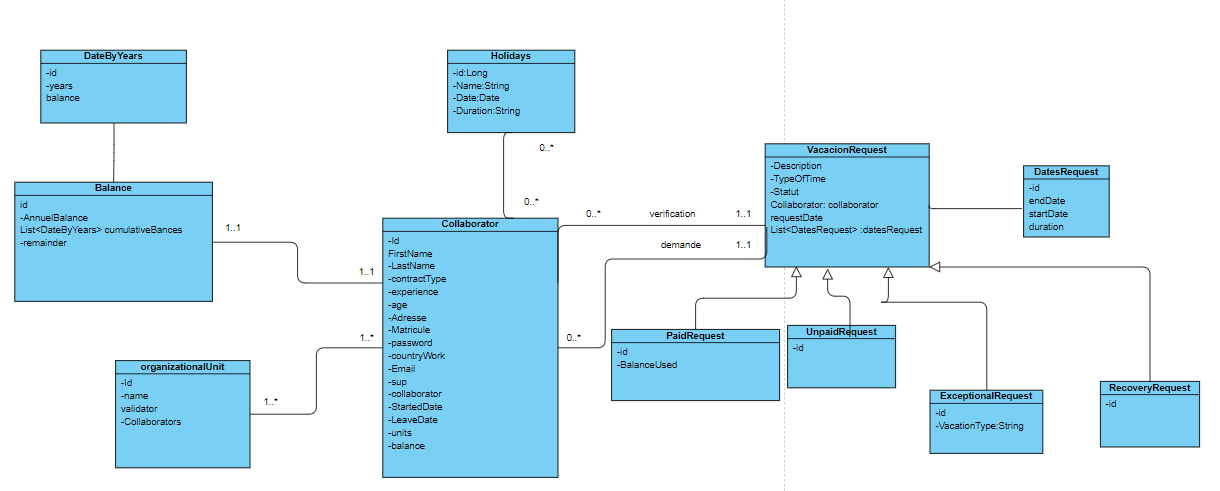 DateByYears
-id
-years
balance
Holidays
-id:Long
-Name:String
-Date:Date
-Duration:String
0..*
0..*
VacacionRequest
-Description
-TypeOfTime
-Statut
Collaborator: collaborator
requestDate
List<DatesRequest> :datesRequest
DatesRequest
-id
endDate
startDate
duration
Balance
id
-AnnuelBalance
List<DateByYears> cumulativeBances
-remainder
1..1
1..1
Collaborator
-Id
FirstName
-LastName
-contractType
-experience
-age
-Adresse
-Matricule
-password
-countryWork
-Email
-sup
-collaborator
-StartedDate
-LeaveDate
-units
-balance
0..*
verification
1..1
demande
1..1
0..*
1..*
1..*
organizationalUnit
-Id
-name
validator
-Collaborators
PaidRequest
-id
-BalanceUsed
UnpaidRequest
-id
ExceptionalRequest
-id
-VacationType:String
RecoveryRequest
-id